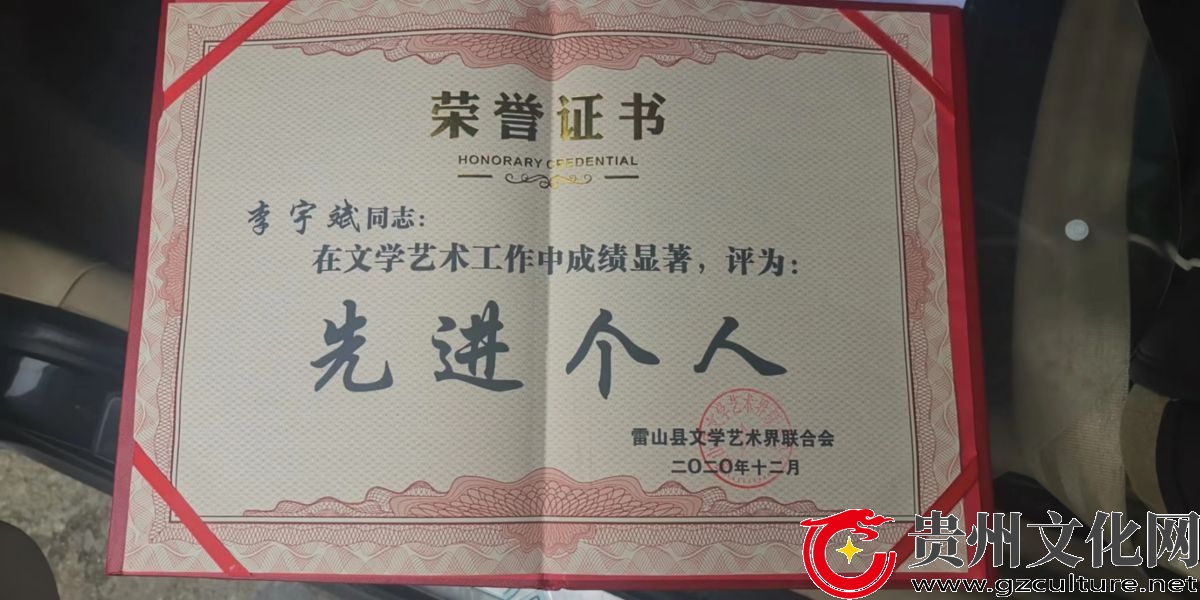 荣誉证书
HONORARY CREDENTIAL
李宇斌同志：
在文学艺术工作中成绩显著，评为：
先进个人
雷山县文学艺术界联合会
二〇二〇年十二月
贵州文化网
www.gzculture.net